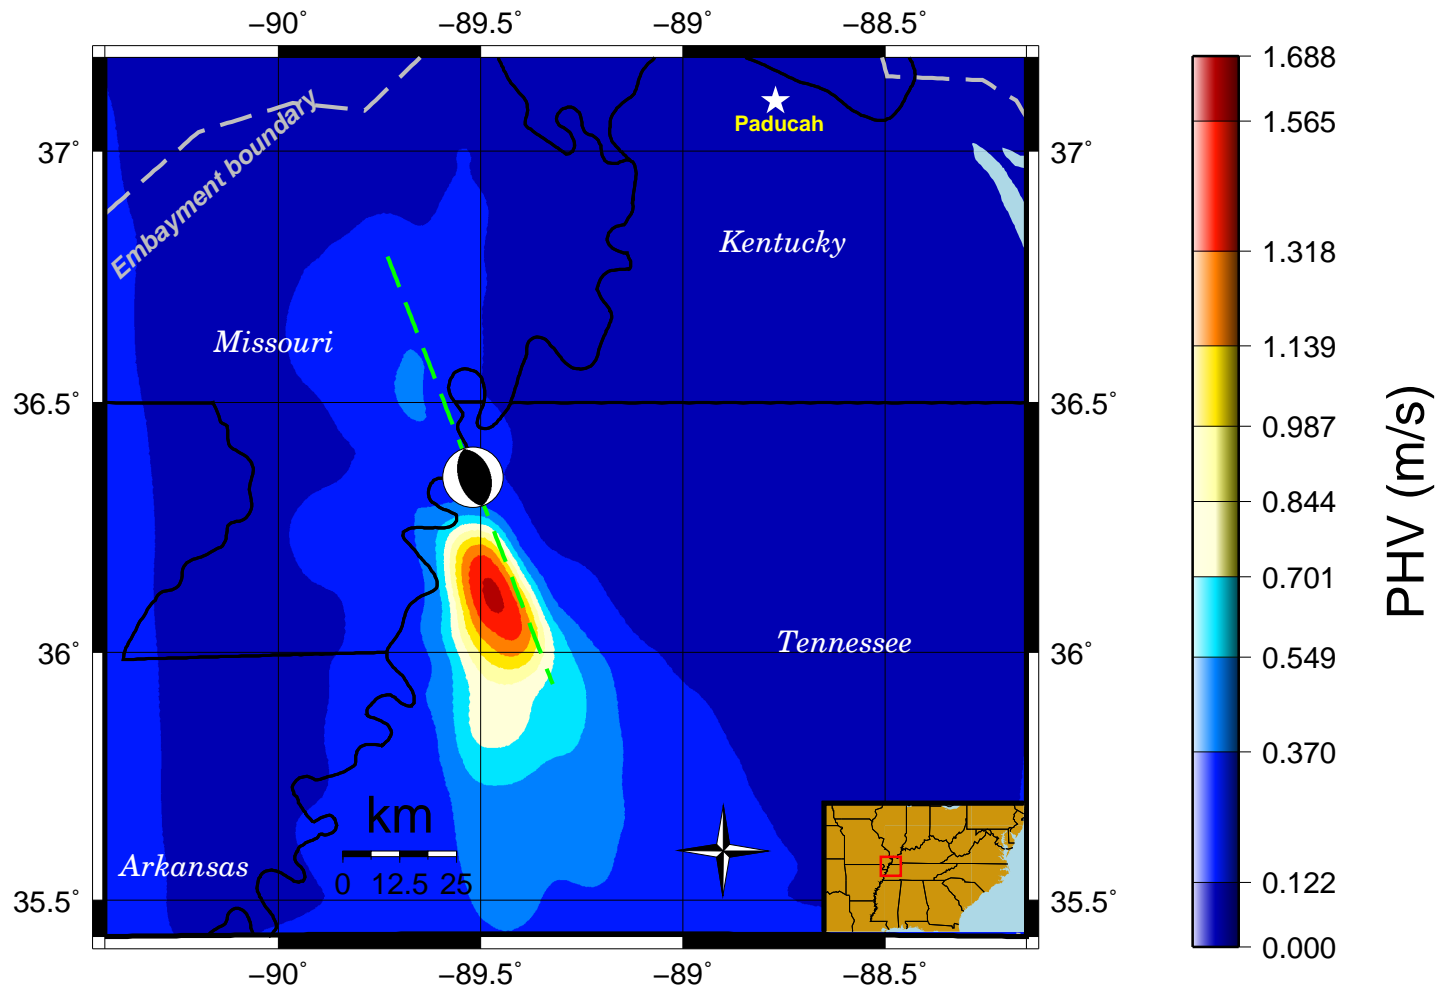 −90˚ −89.5˚ −89˚ −88.5˚
37˚
36.5˚
36˚
35.5˚
37˚
36.5˚
36˚
35.5˚
−90˚ −89.5˚ −89˚ −88.5˚
Embayment boundary
Paducah
Kentucky
Missouri
Tennessee
Arkansas
km
0 12.5 25
1.688
1.565
1.318
1.139
0.987
0.844
0.701
0.549
0.370
0.122
0.000
PHV (m/s)